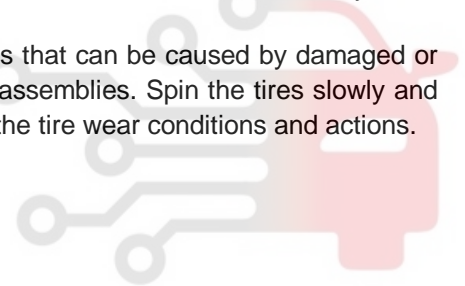 s that can be caused by damaged or
assemblies. Spin the tires slowly and
the tire wear conditions and actions.